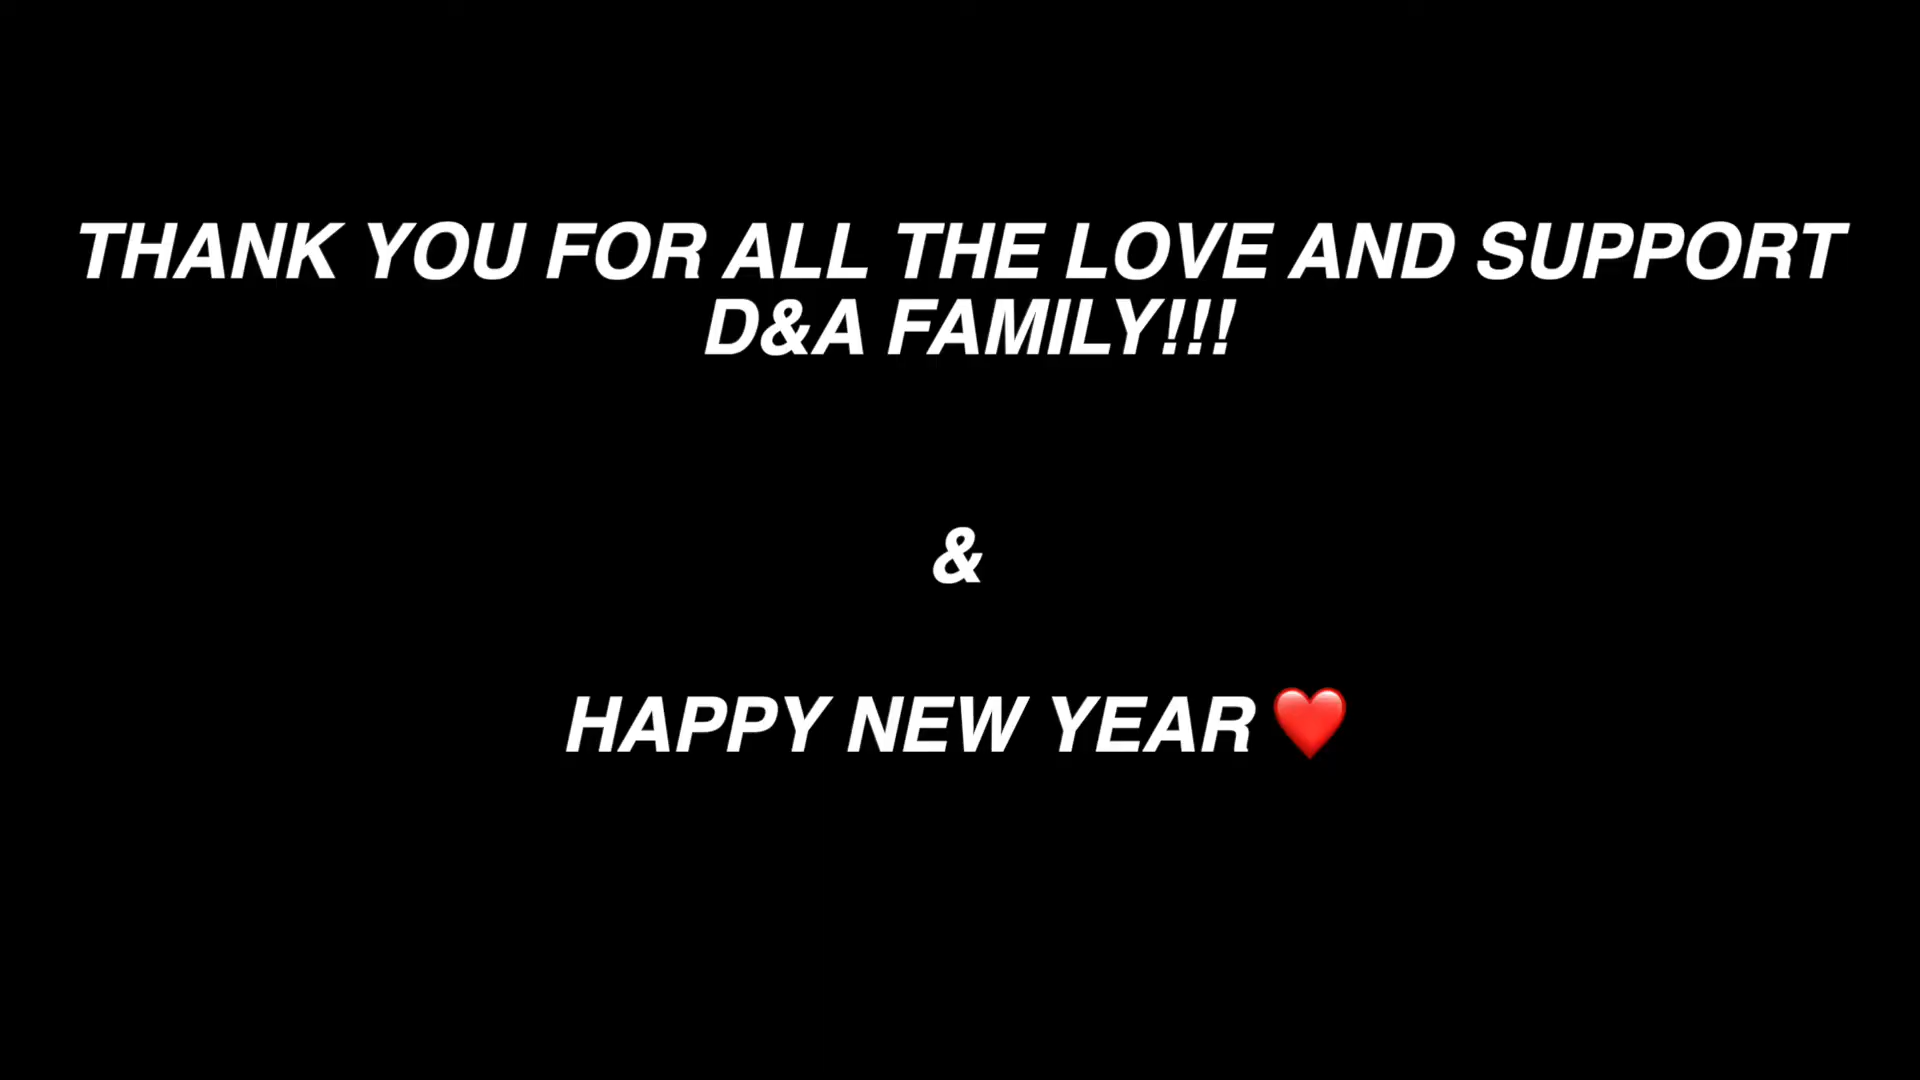 THANK YOU FOR ALL THE LOVE AND SUPPORT
D&A FAMILY!!!
&
HAPPY NEW YEAR ❤️